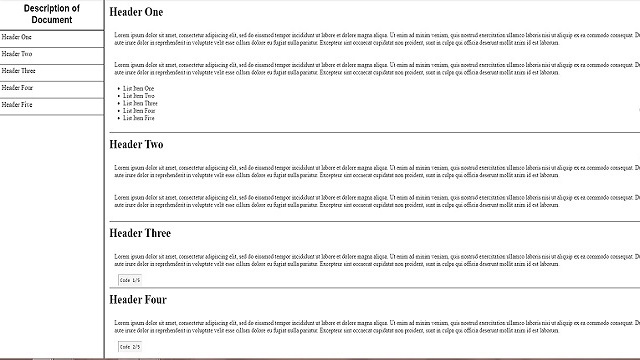 Description of
Document
Header One
Header Two
Header Three
Header Four
Header Five
Header One
Lorem ipsum dolor sit amet, consectetur adipiscing elit, sed do eiusmod tempor incididunt ut labore et dolore magna aliqua. Ut enim ad minim veniam, quis nostrud exercitation ullamco laboris nisi ut aliquip ex ea commodo consequat. Du
aute irure dolor in reprehenderit in voluptate velit esse cillum dolore eu fugiat nulla pariatur. Excepteur sint occaecat cupidatat non proident, sunt in culpa qui officia deserunt mollit anim id est laborum.
Lorem ipsum dolor sit amet, consectetur adipiscing elit, sed do eiusmod tempor incididunt ut labore et dolore magna aliqua. Ut enim ad minim veniam, quis nostrud exercitation ullamco laboris nisi ut aliquip ex ea commodo consequat. Du
aute irure dolor in reprehenderit in voluptate velit esse cillum dolore eu fugiat nulla pariatur. Excepteur sint occaecat cupidatat non proident, sunt in culpa qui officia deserunt mollit anim id est laborum.
• List Item One
• List Item Two
• List Item Three
• List Item Four
• List Item Five
Header Two
Lorem ipsum dolor sit amet, consectetur adipiscing elit, sed do eiusmod tempor incididunt ut labore et dolore magna aliqua. Ut enim ad minim veniam, quis nostrud exercitation ullamco laboris nisi ut aliquip ex ea commodo consequat. Du
aute irure dolor in reprehenderit in voluptate velit esse cillum dolore eu fugiat nulla pariatur. Excepteur sint occaecat cupidatat non proident, sunt in culpa qui officia deserunt mollit anim id est laborum.
Lorem ipsum dolor sit amet, consectetur adipiscing elit, sed do eiusmod tempor incididunt ut labore et dolore magna aliqua. Ut enim ad minim veniam, quis nostrud exercitation ullamco laboris nisi ut aliquip ex ea commodo consequat. Du
aute irure dolor in reprehenderit in voluptate velit esse cillum dolore eu fugiat nulla pariatur. Excepteur sint occaecat cupidatat non proident, sunt in culpa qui officia deserunt mollit anim id est laborum.
Header Three
Lorem ipsum dolor sit amet, consectetur adipiscing elit, sed do eiusmod tempor incididunt ut labore et dolore magna aliqua. Ut enim ad minim veniam, quis nostrud exercitation ullamco laboris nisi ut aliquip ex ea commodo consequat. Du
aute irure dolor in reprehenderit in voluptate velit esse cillum dolore eu fugiat nulla pariatur. Excepteur sint occaecat cupidatat non proident, sunt in culpa qui officia deserunt mollit anim id est laborum.
Code 1/5
Header Four
Lorem ipsum dolor sit amet, consectetur adipiscing elit, sed do eiusmod tempor incididunt ut labore et dolore magna aliqua. Ut enim ad minim veniam, quis nostrud exercitation ullamco laboris nisi ut aliquip ex ea commodo consequat. Du
aute irure dolor in reprehenderit in voluptate velit esse cillum dolore eu fugiat nulla pariatur. Excepteur sint occaecat cupidatat non proident, sunt in culpa qui officia deserunt mollit anim id est laborum.
Code 2/5